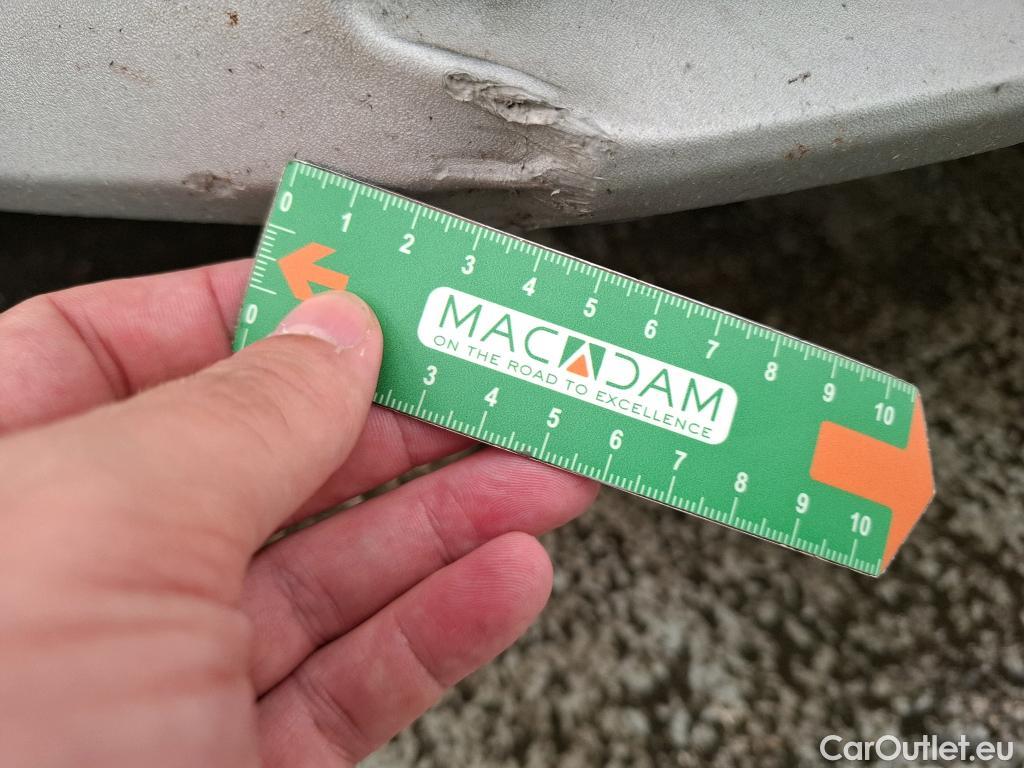 0 1 2 3 4 5 6 7 8 9 10
MACADAM
ON THE ROAD TO EXCELLENCE
0 3 4 5 6 7 8 9 10
CarOutlet.eu